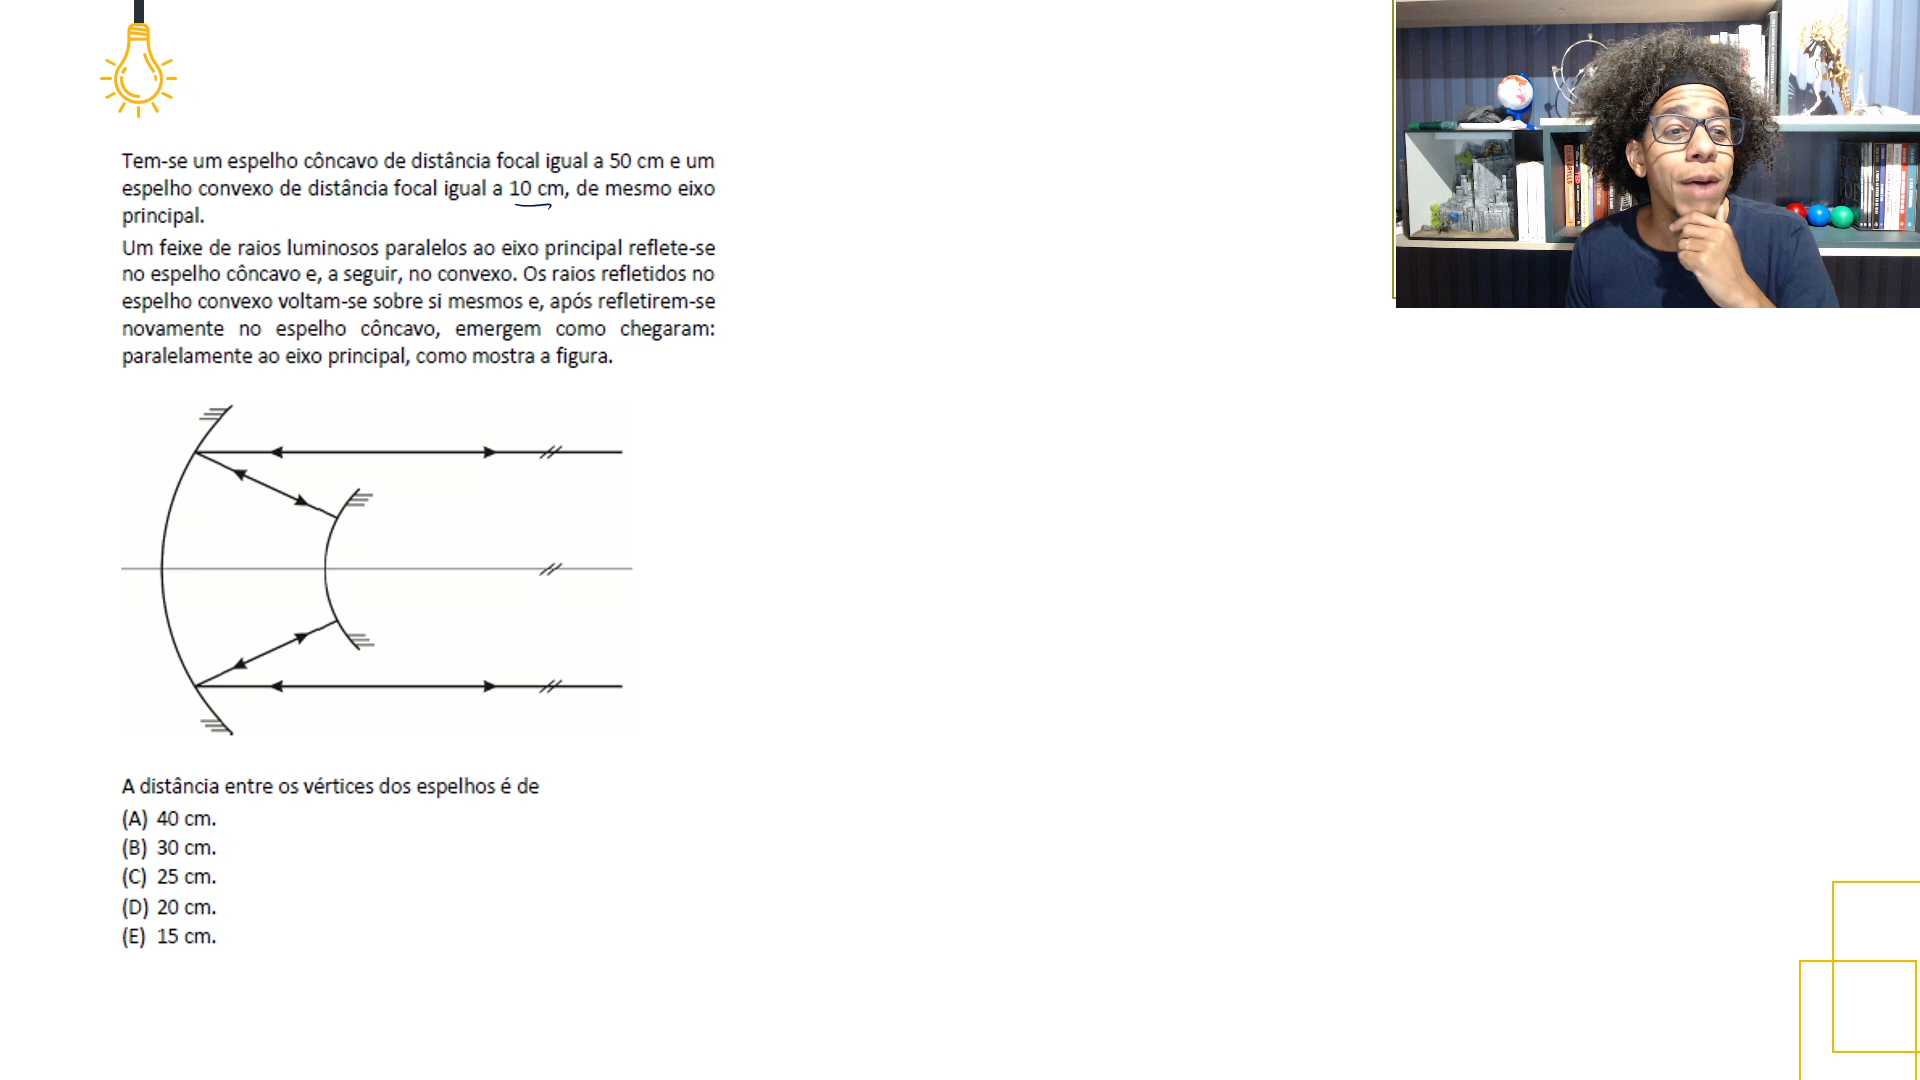 Tem-se um espelho côncavo de distância focal igual a 50 cm e um
espelho convexo de distância focal igual a 10 cm, de mesmo eixo
principal.
Um feixe de raios luminosos paralelos ao eixo principal reflete-se
no espelho côncavo e, a seguir, no convexo. Os raios refletidos no
espelho convexo voltam-se sobre si mesmos e, após refletirem-se
novamente no espelho côncavo, emergem como chegaram:
paralelamente ao eixo principal, como mostra a figura.
A distância entre os vértices dos espelhos é de
(A) 40 cm.
(B) 30 cm.
(C) 25 cm.
(D) 20 cm.
(E) 15 cm.